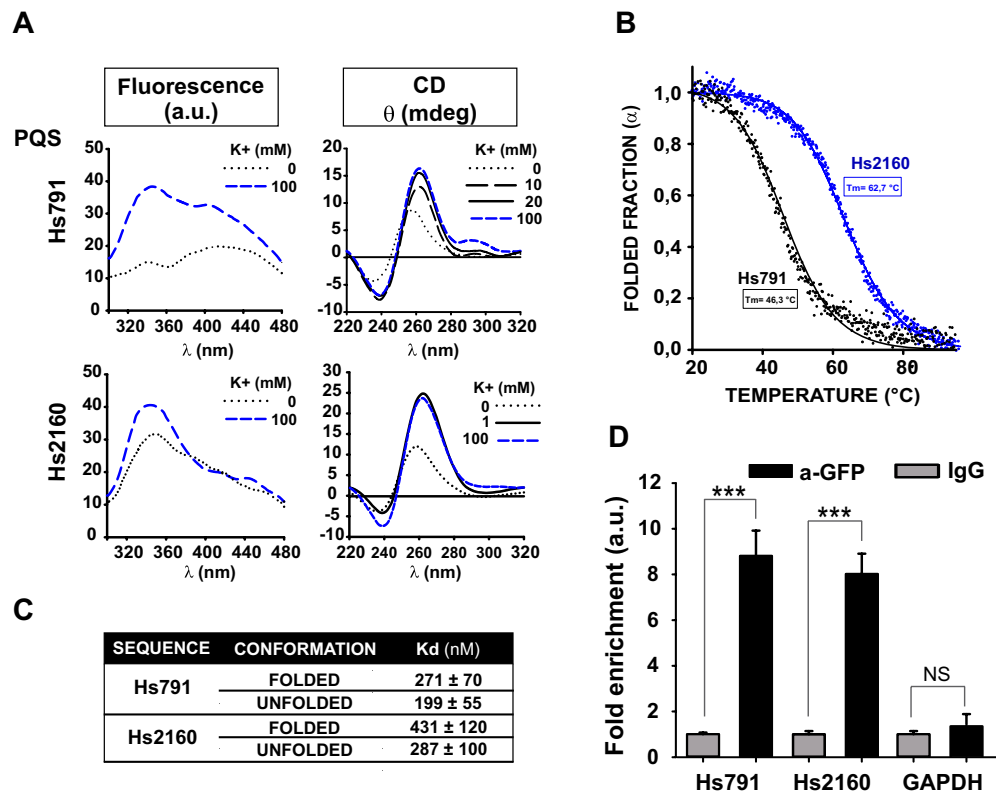 A
Fluorescence
(a.u.)
CD
θ (mdeg)
PQS
Hs791
50
40
30
20
10
0
K+ (mM)
0
100
320 360 400 440 480
λ (nm)
20
15
10
5
0
-5
-10
K+ (mM)
0
10
20
100
220 240 260 280 300 320
λ (nm)
Hs2160
50
40
30
20
10
0
K+ (mM)
0
100
320 360 400 440 480
λ (nm)
25
20
15
10
5
0
-5
-10
K+ (mM)
0
1
100
220 240 260 280 300 320
λ (nm)
B
FOLDED FRACTION (α)
1,0
0,8
0,6
0,4
0,2
0,0
Hs2160
Tm= 62,7 °C
Hs791
Tm= 46,3 °C
20 40 60 80
TEMPERATURE (°C)
C
SEQUENCE CONFORMATION Kd (nM)
Hs791 FOLDED 271 ± 70
UNFOLDED 199 ± 55
Hs2160 FOLDED 431 ± 120
UNFOLDED 287 ± 100
D
a-GFP IgG
Fold enrichment (a.u.)
12
10
8
6
4
2
0
***
***
NS
Hs791 Hs2160 GAPDH